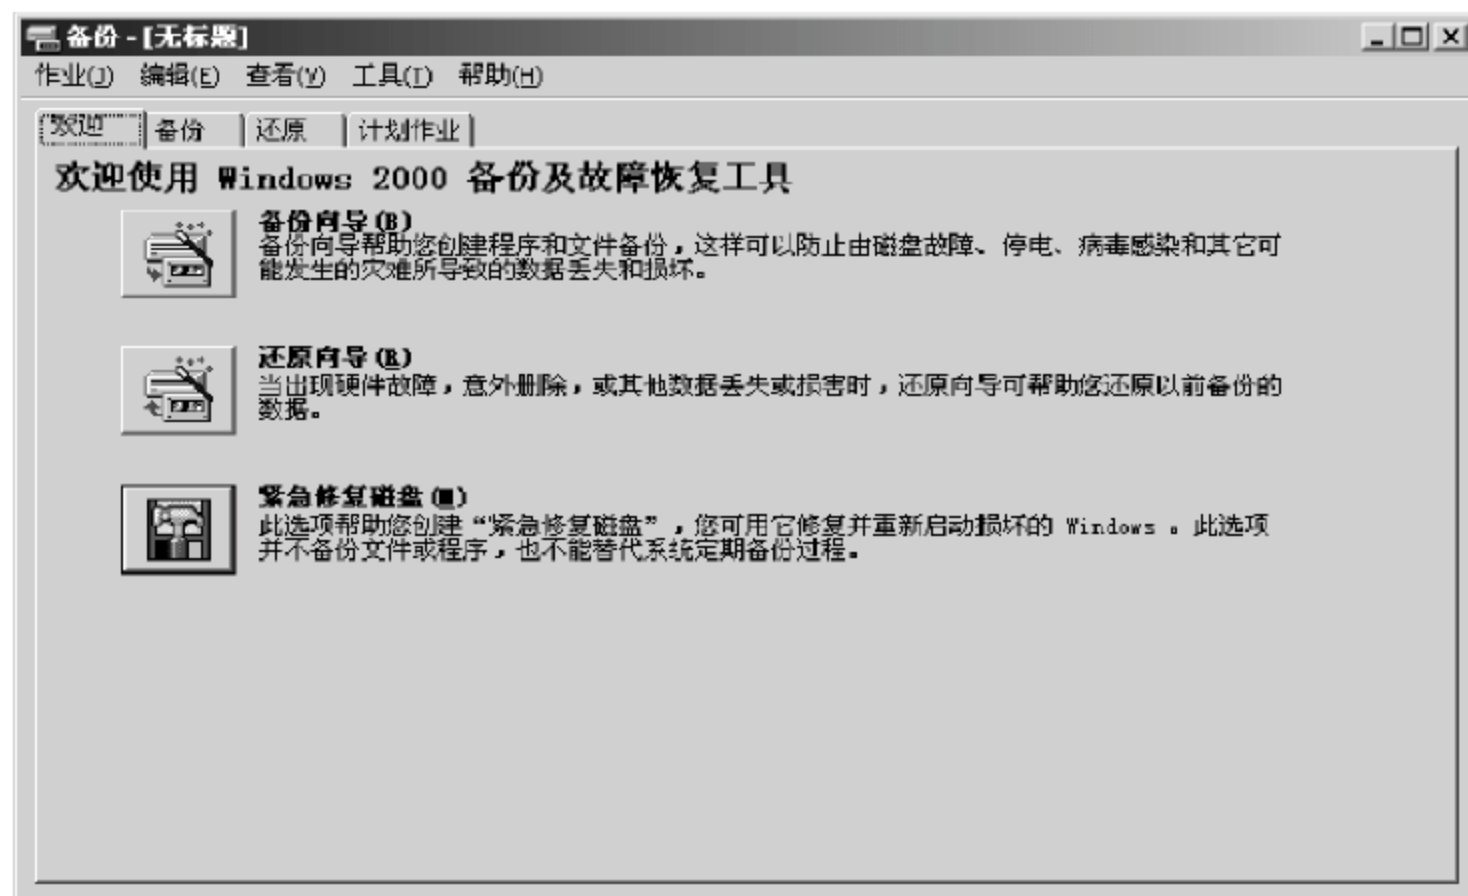 备份 - [无标题]
作业(J) 编辑(E) 查看(V) 工具(T) 帮助(H)
欢迎 备份 还原 计划作业
欢迎使用 Windows 2000 备份及故障恢复工具
备份向导(B)
备份向导帮助您创建程序和文件备份，这样可以防止由磁盘故障、停电、病毒感染和其它可
能发生的灾难所导致的数据丢失和损坏。
还原向导(R)
当出现硬件故障，意外删除，或其他数据丢失或损害时，还原向导可帮助您还原以前备份的
数据。
紧急修复磁盘(M)
此选项帮助您创建“紧急修复磁盘”，您可用它修复并重新启动损坏的 Windows 。此选项
并不备份文件或程序，也不能替代系统定期备份过程。